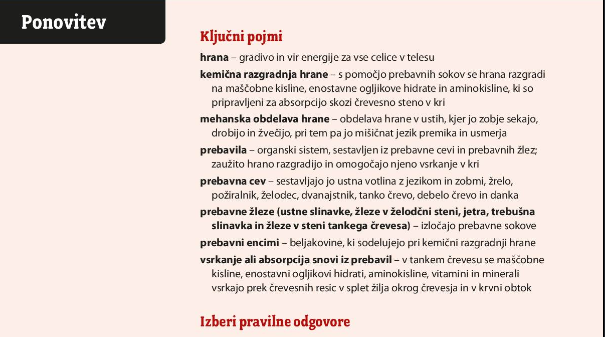 Ponovitev
Ključni pojmi
hrana – gradivo in vir energije za vse celice v telesu
kemična razgradnja hrane – s pomočjo prebavnih sokov se hrana razgradi
na maščobne kisline, enostavne ogljikove hidrate in aminokisline, ki so
pripravljeni za absorpcijo skozi črevesno steno v kri
mehanska obdelava hrane – obdelava hrane v ustih, kjer jo zobje sekajo,
drobijo in žvečijo, pri tem pa jo mišičnat jezik premika in usmerja
prebavila – organski sistem, sestavljen iz prebavne cevi in prebavnih žlez;
zaužito hrano razgradijo in omogočajo njeno vsrkanje v kri
prebavna cev – sestavljajo jo ustna votlina z jezikom in zobmi, žrelo,
požiralnik, želodec, dvanajstnik, tanko črevo, debelo črevo in danka
prebavne žleze (ustne slinavke, žleze v želodčni steni, jetra, trebušna
slinavka in žleze v steni tankega črevesa) – izločajo prebavne sokove
prebavni encimi – beljakovine, ki sodelujejo pri kemični razgradnji hrane
vsrkanje ali absorpcija snovi iz prebavil – v tankem črevesu se maščobne
kisline, enostavni ogljikovi hidrati, aminokisline, vitamini in minerali
vsrkajo prek črevesnih resic v splet žilja okrog črevesja in v krvni obtok
Izberi pravilne odgovore